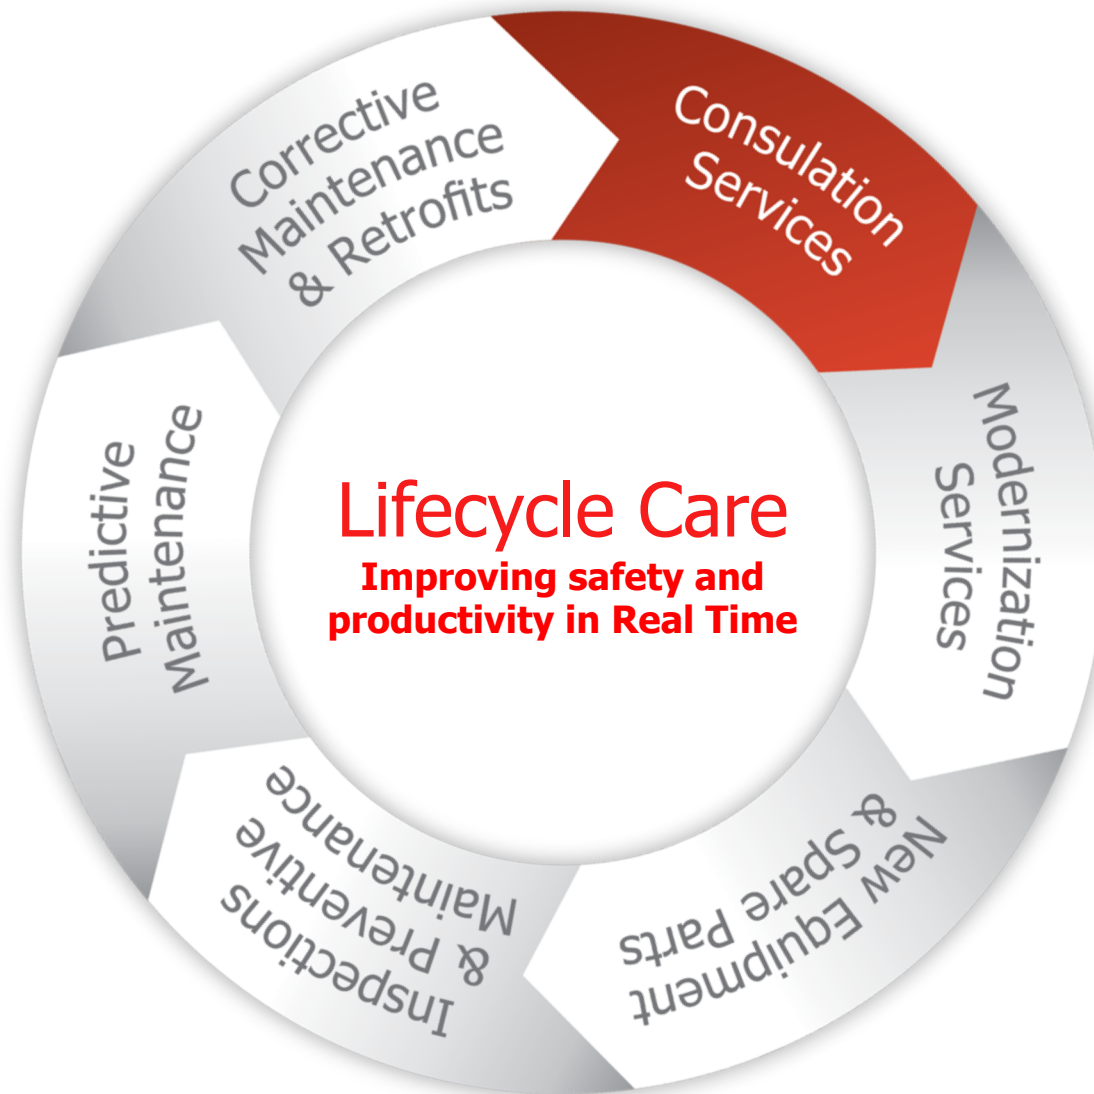 Consulation
Services
Modernization
Services
New Equipment
& Spare Parts
Inspections
& Preventive
Maintenance
Predictive
Maintenance
Corrective
Maintenance
& Retrofits
Lifecycle Care
Improving safety and
productivity in Real Time